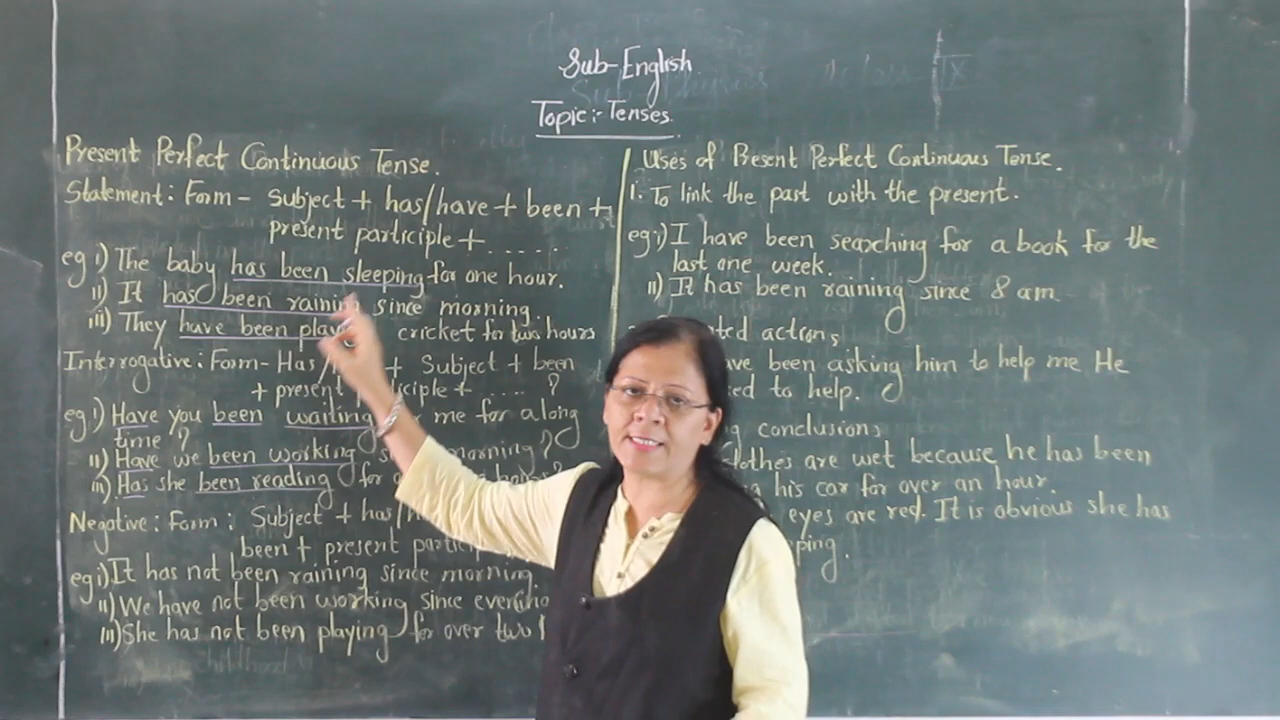 Sub-English
Topic:- Tenses.
Present Perfect Continuous Tense.
Statement: Form- Subject + has/have + been +
present participle + ......
eg i) The baby has been sleeping for one hour.
ii) It has been raining since morning.
iii) They have been play cricket for two hours
Interrogative: Form- Has/ + Subject + been
+ present participle + .... ?
eg i) Have you been waiting me for along
time ?
ii) Have we been working morning?
iii) Has she been reading for
Negative: Form: Subject + has/
been + present
eg i) It has not been raining since morning.
ii) We have not been working since evening
iii) She has not been playing for over two
Uses of Present Perfect Continuous Tense.
1. To link the past with the present.
eg i) I have been searching for a book for the
last one week.
ii) It has been raining since 8 am
actions
been asking him to help me He
to help.
conclusions
clothes are wet because he has been
his car for over an hour.
eyes are red. It is obvious she has